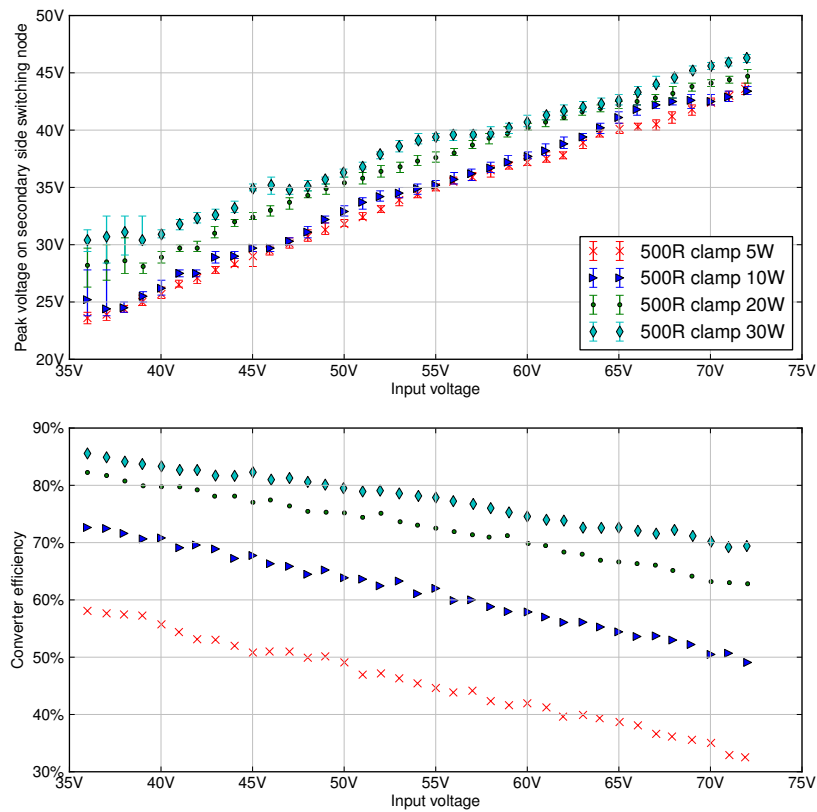 50V
45V
40V
35V
30V
25V
20V
Peak voltage on secondary side switching node
500R clamp 5W
500R clamp 10W
500R clamp 20W
500R clamp 30W
35V 40V 45V 50V 55V 60V 65V 70V 75V
Input voltage
90%
80%
70%
60%
50%
40%
30%
Converter efficiency
35V 40V 45V 50V 55V 60V 65V 70V 75V
Input voltage